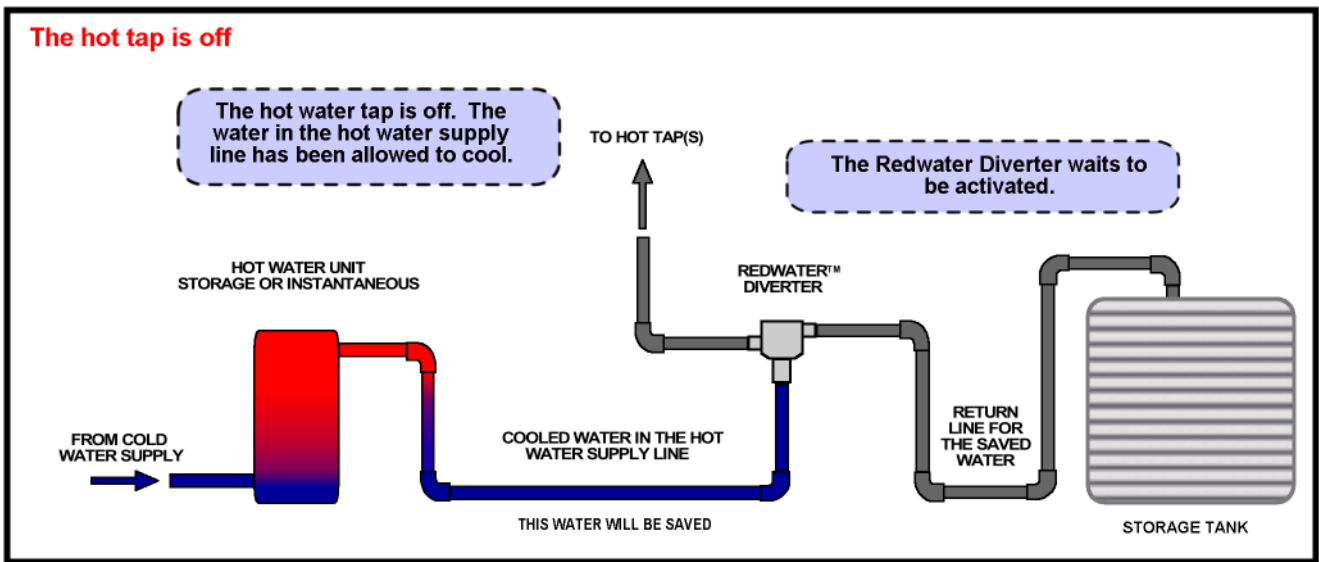 The hot tap is off
The hot water tap is off.  The
water in the hot water supply
line has been allowed to cool.
TO HOT TAP(S)
The Redwater Diverter waits to
be activated.
HOT WATER UNIT
STORAGE OR INSTANTANEOUS
REDWATER™
DIVERTER
FROM COLD
WATER SUPPLY
COOLED WATER IN THE HOT
WATER SUPPLY LINE
RETURN
LINE FOR
THE SAVED
WATER
THIS WATER WILL BE SAVED
STORAGE TANK